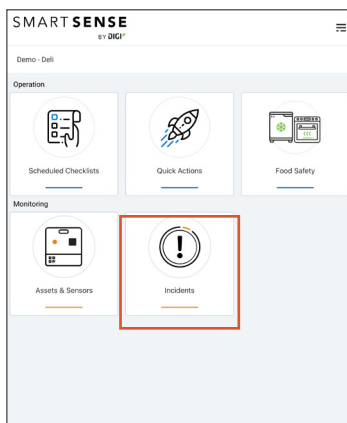 SMART SENSE
BY DIGI
Demo - Deli
Operation
Scheduled Checklists
Quick Actions
Food Safety
Monitoring
Assets & Sensors
Incidents